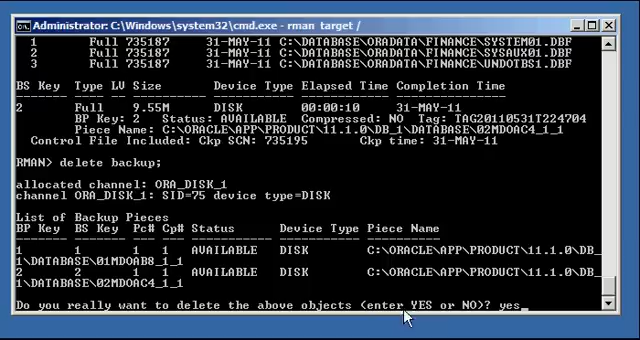 Administrator: C:\Windows\system32\cmd.exe - rman target /
1 Full 735187 31-MAY-11 C:\DATABASE\ORADATA\FINANCE\SYSTEM01.DBF
2 Full 735187 31-MAY-11 C:\DATABASE\ORADATA\FINANCE\SYSAUX01.DBF
3 Full 735187 31-MAY-11 C:\DATABASE\ORADATA\FINANCE\UNDOTBS1.DBF
BS Key Type LV Size Device Type Elapsed Time Completion Time
------- ---- -- ---------- ----------- ------------ ---------------
2 Full 9.55M DISK 00:00:10 31-MAY-11
BP Key: 2 Status: AVAILABLE Compressed: NO Tag: TAG20110531T224704
Piece Name: C:\ORACLE\APP\PRODUCT\11.1.0\DB_1\DATABASE\02MDOAC4_1_1
Control File Included: Ckp SCN: 735195 Ckp time: 31-MAY-11
RMAN> delete backup;
allocated channel: ORA_DISK_1
channel ORA_DISK_1: SID=75 device type=DISK
List of Backup Pieces
BP Key BS Key Pc# Cp# Status Device Type Piece Name
------- ------- --- --- ----------- ----------- ----------
1 1 1 1 AVAILABLE DISK C:\ORACLE\APP\PRODUCT\11.1.0\DB_
1\DATABASE\01MDOAB8_1_1
2 2 1 1 AVAILABLE DISK C:\ORACLE\APP\PRODUCT\11.1.0\DB_
1\DATABASE\02MDOAC4_1_1
Do you really want to delete the above objects (enter YES or NO)? yes_